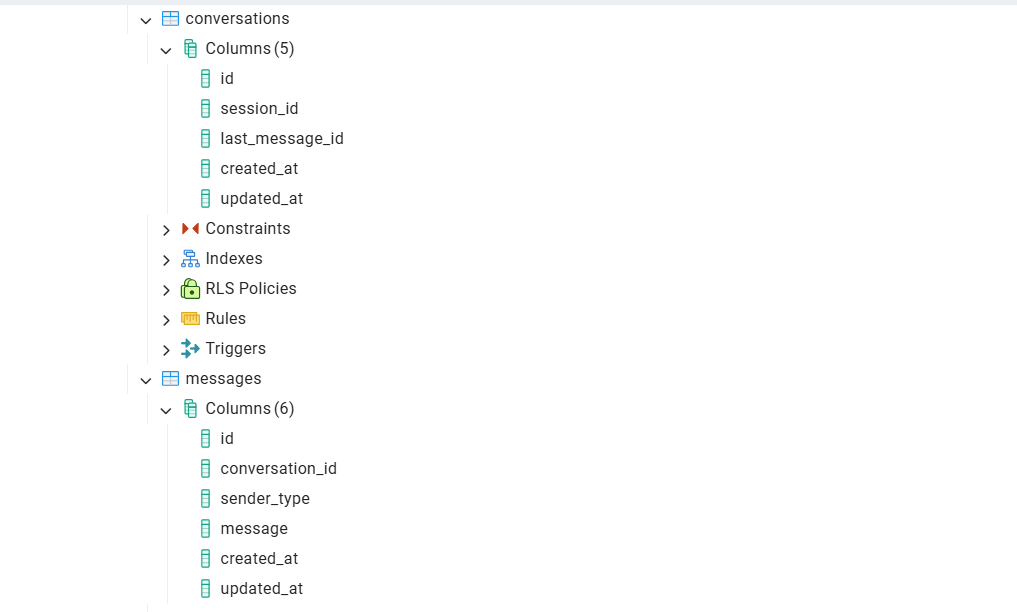 conversations
Columns (5)
id
session_id
last_message_id
created_at
updated_at
Constraints
Indexes
RLS Policies
Rules
Triggers
messages
Columns (6)
id
conversation_id
sender_type
message
created_at
updated_at